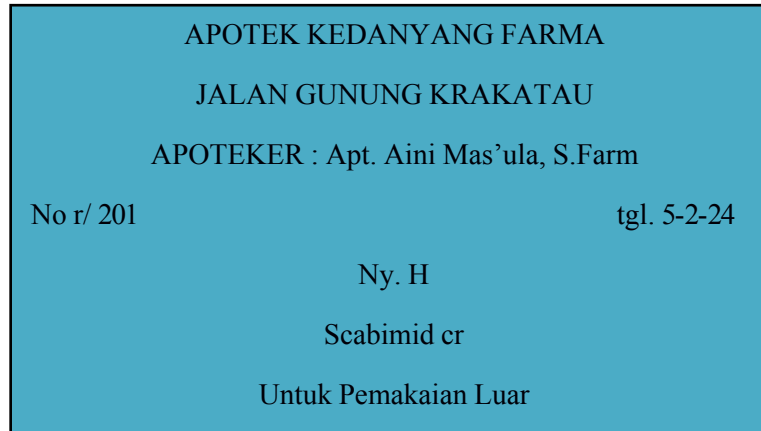 APOTEK KEDANYANG FARMA
JALAN GUNUNG KRAKATAU
APOTEKER : Apt. Aini Mas’ula, S.Farm
No r/ 201 tgl. 5-2-24
Ny. H
Scabimid cr
Untuk Pemakaian Luar